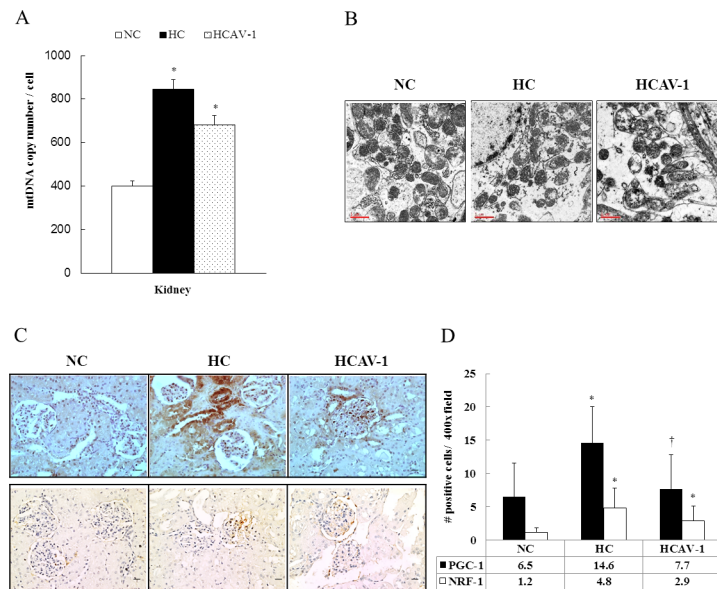 A
NC HC HCAV-1
mtDNA copy number / cell
1000
800
600
400
200
0
*
*
Kidney
B
NC HC HCAV-1
C
NC HC HCAV-1
D
# positive cells/ 400x field
25
20
15
10
5
0
*
*
†
*
NC HC HCAV-1
PGC-1 6.5 14.6 7.7
NRF-1 1.2 4.8 2.9